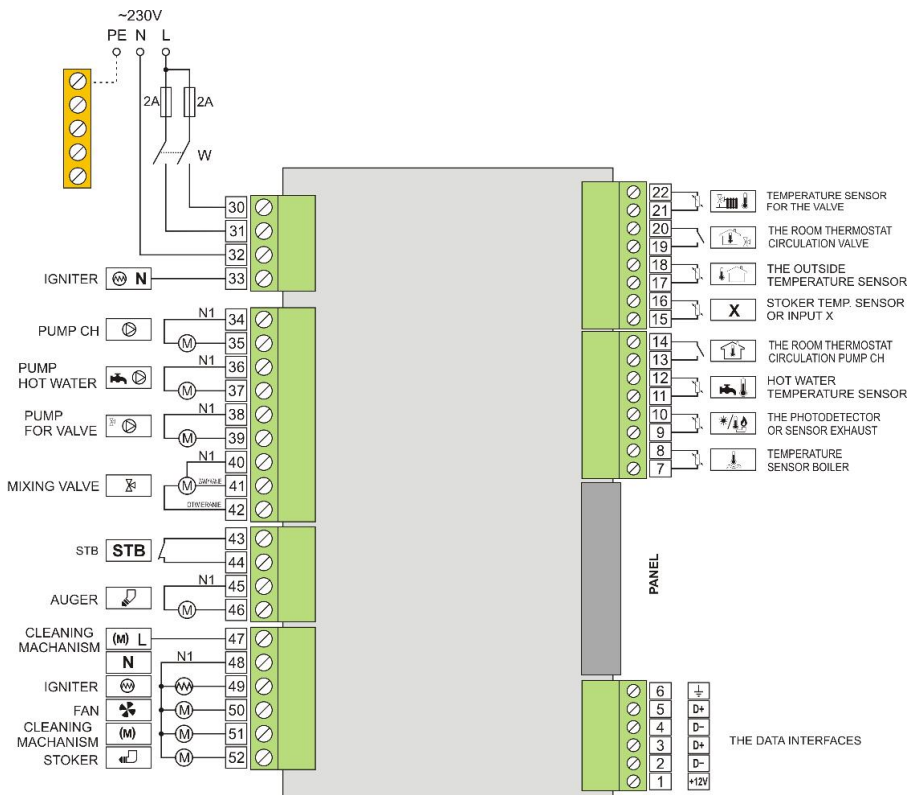 ~230V
PE N L
2A 2A
W
30
31
32
IGNITER N 33
N1 34
PUMP CH M 35
N1 36
PUMP
HOT WATER M 37
N1 38
PUMP
FOR VALVE M 39
N1 40
MIXING VALVE M 41
OTWIERANIE 42
43
STB STB 44
N1 45
AUGER M 46
CLEANING
MACHANISM (M) L 47
N N1 48
IGNITER 49
FAN M 50
CLEANING
MACHANISM (M) M 51
STOKER M 52
22 TEMPERATURE SENSOR
21 FOR THE VALVE
20 THE ROOM THERMOSTAT
19 CIRCULATION VALVE
18 THE OUTSIDE
17 TEMPERATURE SENSOR
16 X STOKER TEMP. SENSOR
15 OR INPUT X
14 THE ROOM THERMOSTAT
13 CIRCULATION PUMP CH
12 HOT WATER
11 TEMPERATURE SENSOR
10 THE PHOTODETECTOR
9 OR SENSOR EXHAUST
8 TEMPERATURE
7 SENSOR BOILER
PANEL
6
5 D+
4 D-
3 D+
2 D-
1 +12V
THE DATA INTERFACES